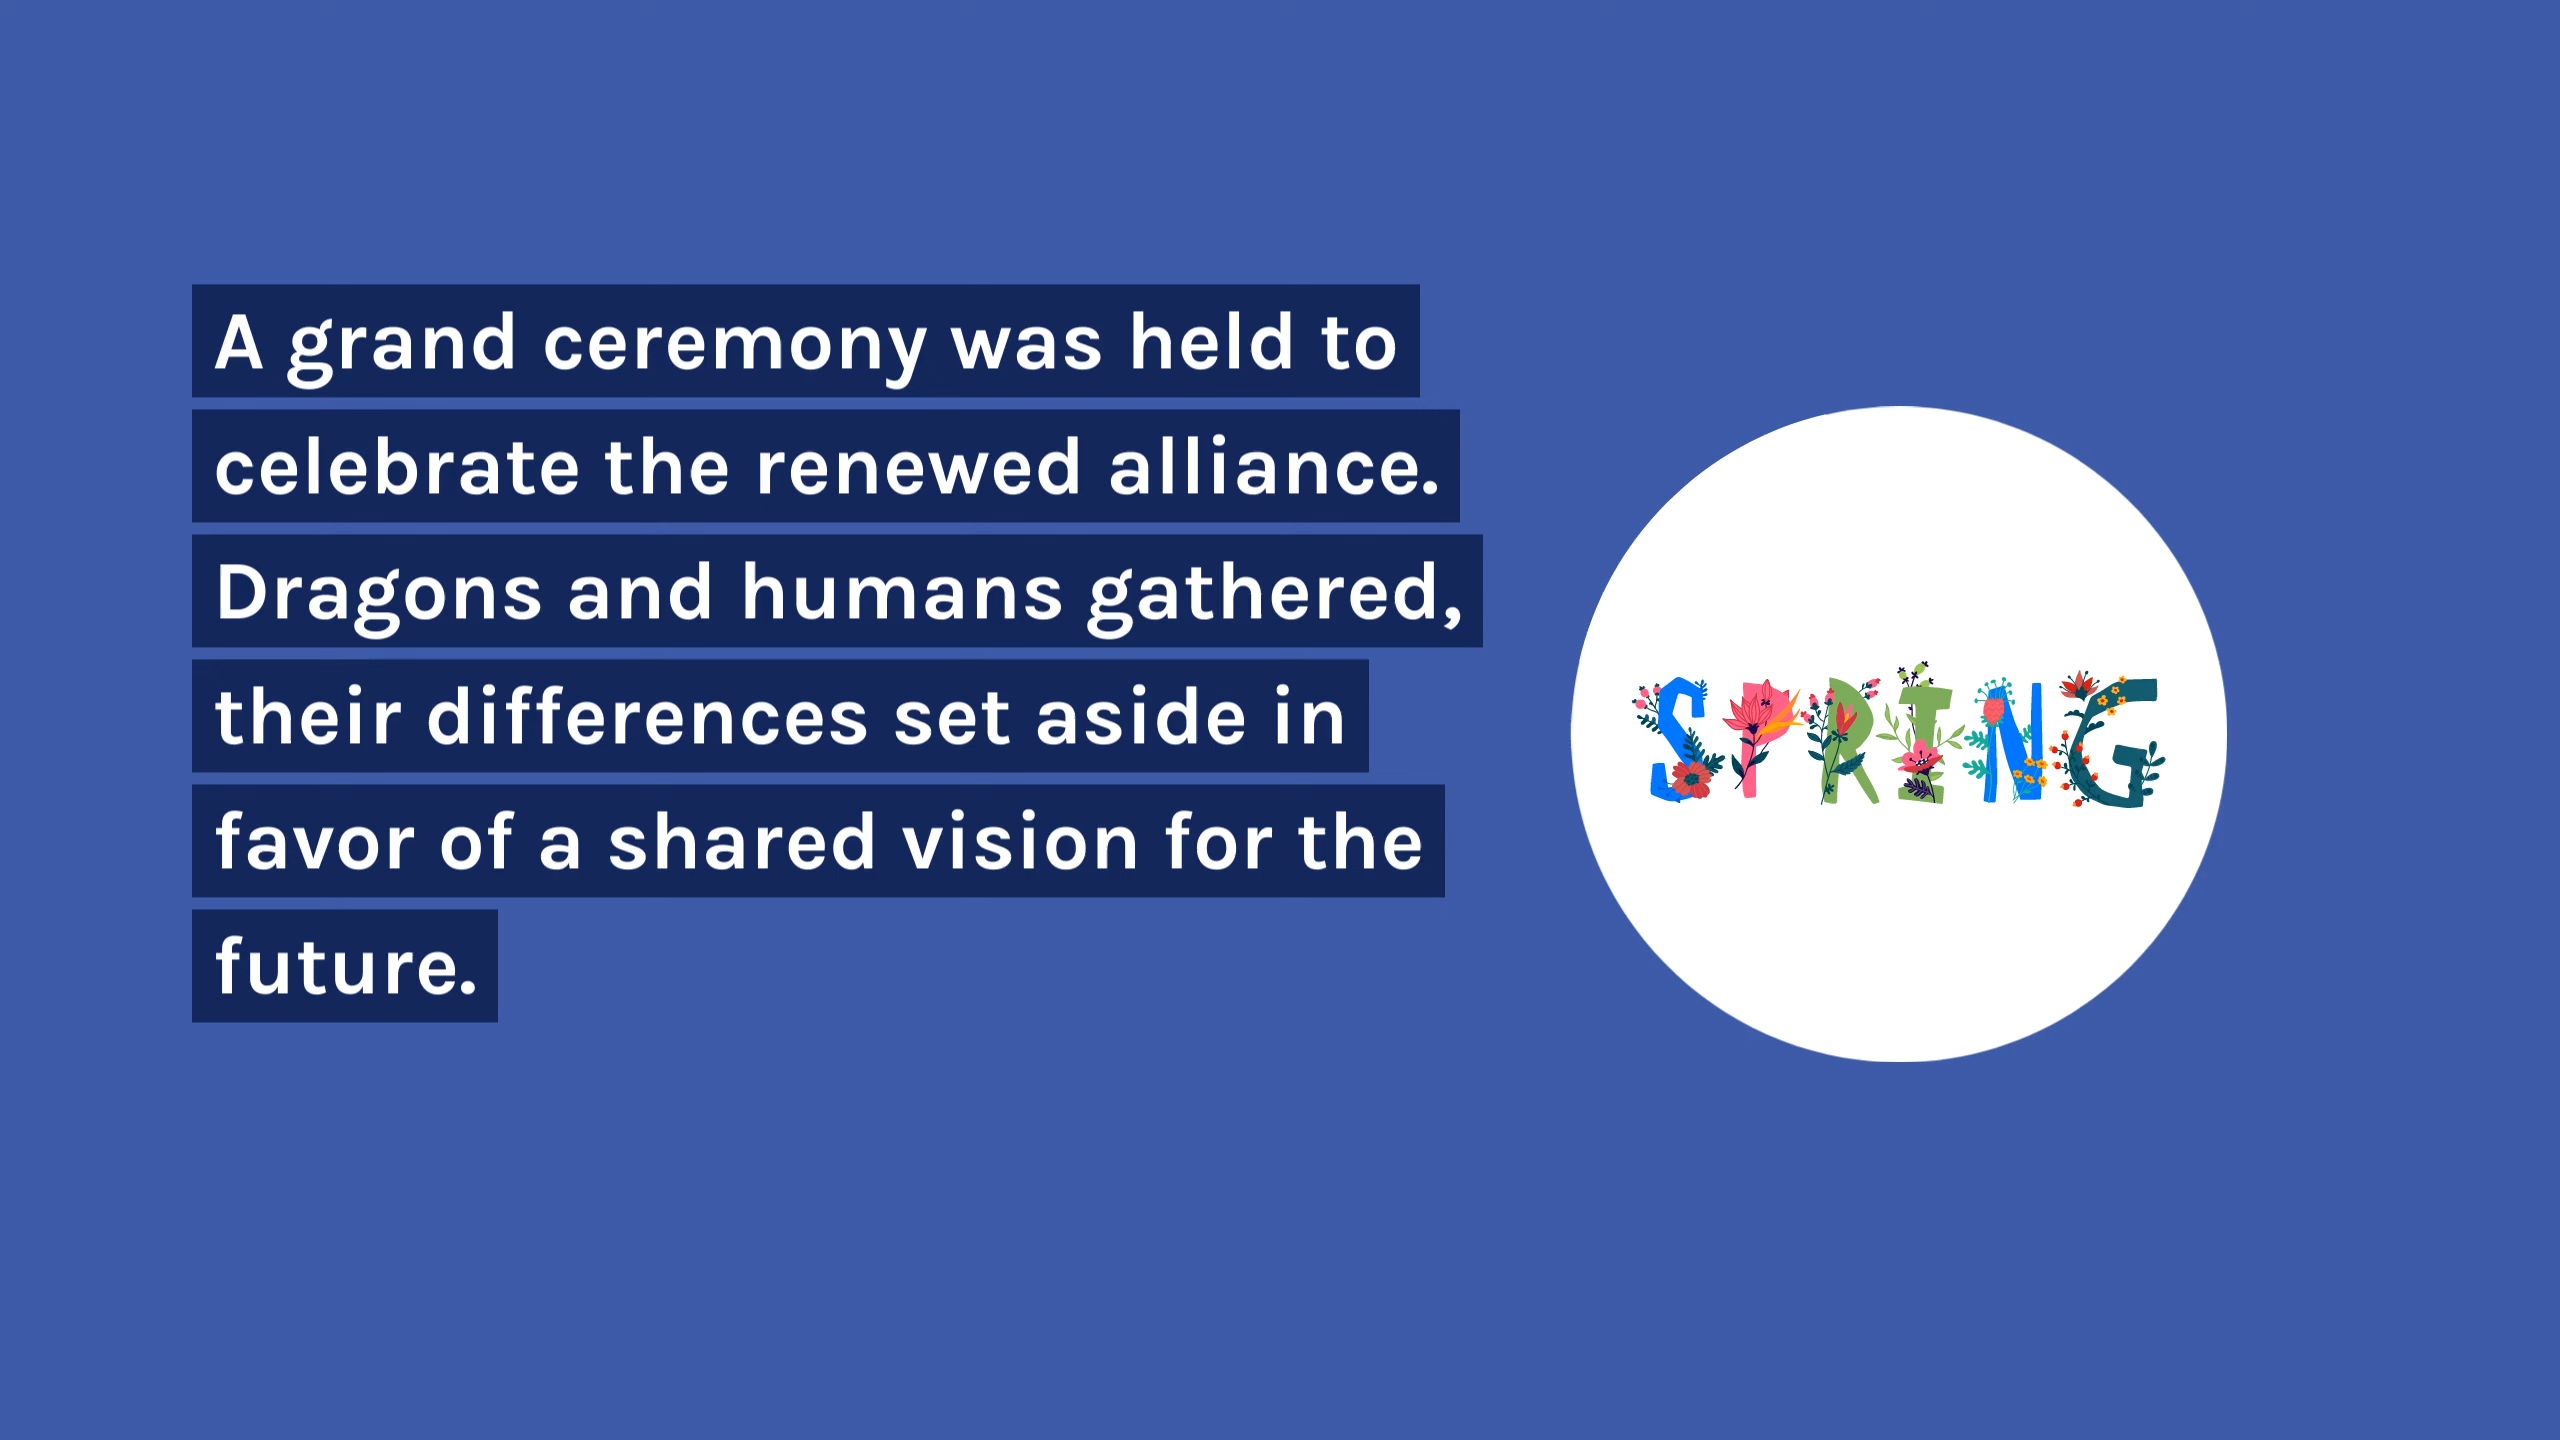 A grand ceremony was held to
celebrate the renewed alliance.
Dragons and humans gathered,
their differences set aside in
favor of a shared vision for the
future.
SPRING